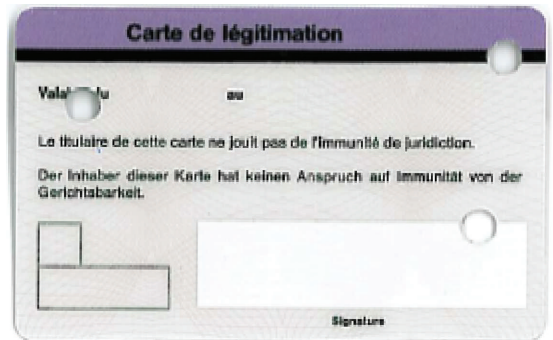 Carte de légitimation
au
Le titulaire de cette carte ne jouit pas de l'immunité de juridiction.
Der Inhaber dieser Karte hat keinen Anspruch auf Immunität von der
Gerichtsbarkeit.
Signature